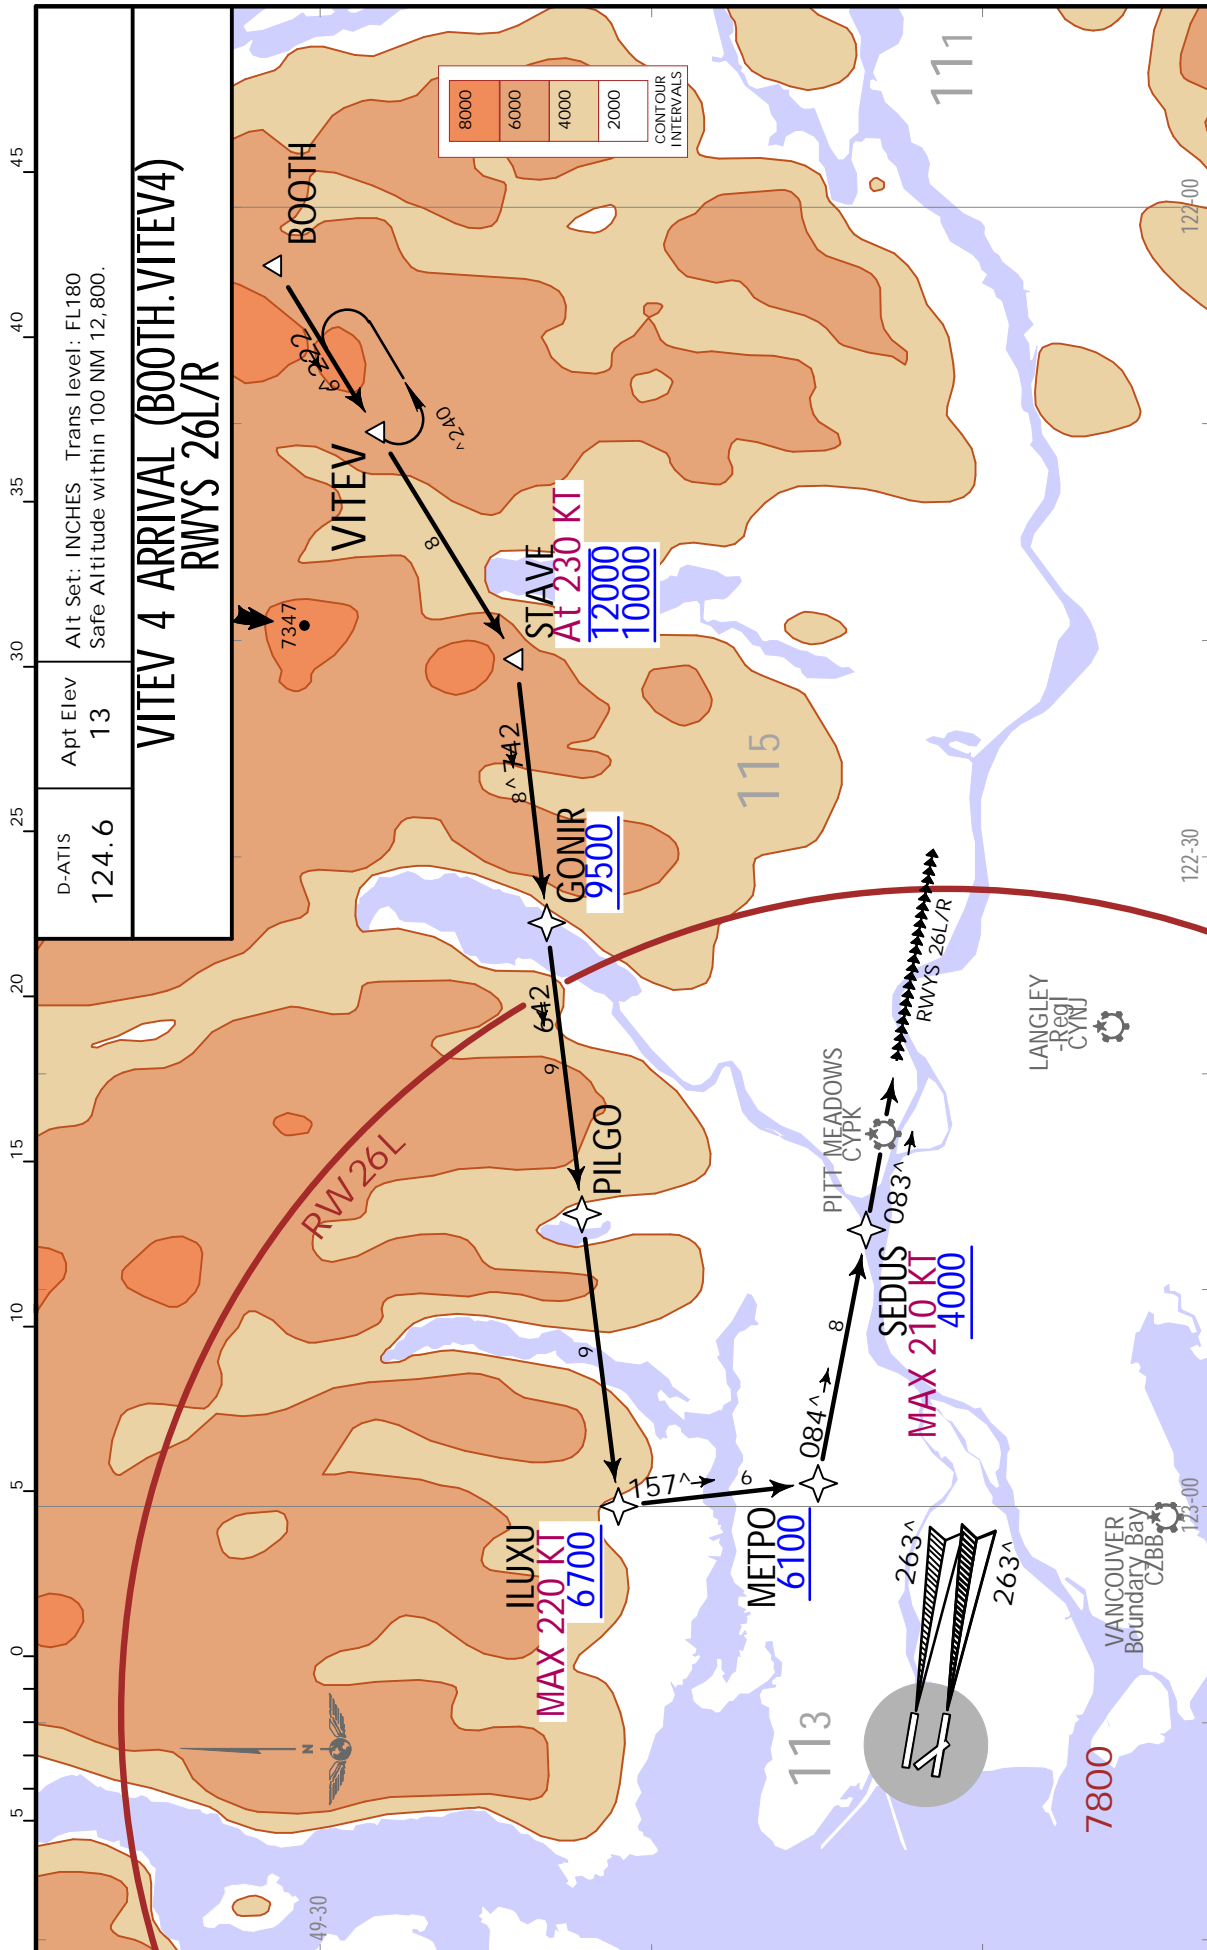 D-ATIS
124.6
Apt Elev
13
Alt Set: INCHES Trans level: FL180
Safe Altitude within 100 NM 12,800.
VITEV 4 ARRIVAL (BOOTH.VITEV4)
RWYS 26L/R
5
0
5
10
15
20
25
30
35
40
45
8000
6000
4000
2000
CONTOUR
INTERVALS
7347
BOOTH
VITEV
^240
8
STAVE
At 230 KT
12000
10000
GONIR
9500
9
PILGO
9
RW 26L
ILUXU
MAX 220 KT
6700
157^
6
METPO
6100
084^
8
SEDUS
MAX 210 KT
4000
083^
RWYS 26L/R
PITT MEADOWS
CYPK
LANGLEY
-Regl
CYNJ
VANCOUVER
Boundary Bay
CZBB
263^
263^
N
111
115
113
7800
49-30
123-00
122-30
122-00